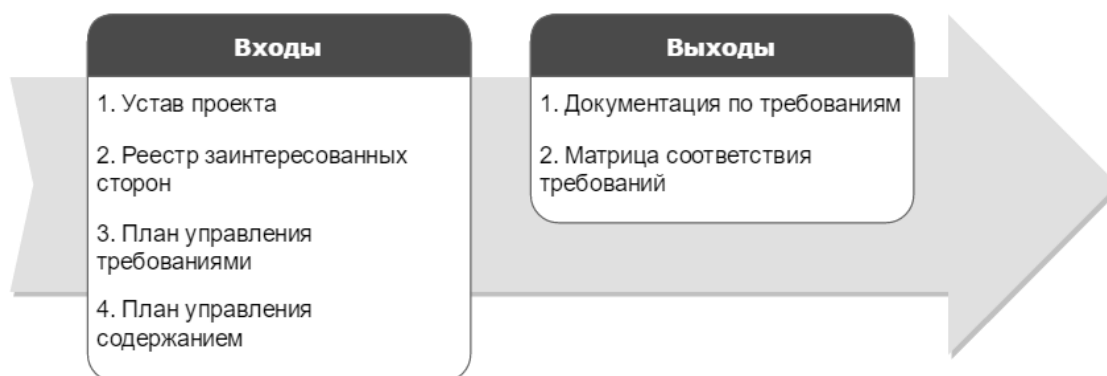 Входы
1. Устав проекта
2. Реестр заинтересованных
сторон
3. План управления
требованиями
4. План управления
содержанием
Выходы
1. Документация по требованиям
2. Матрица соответствия
требований